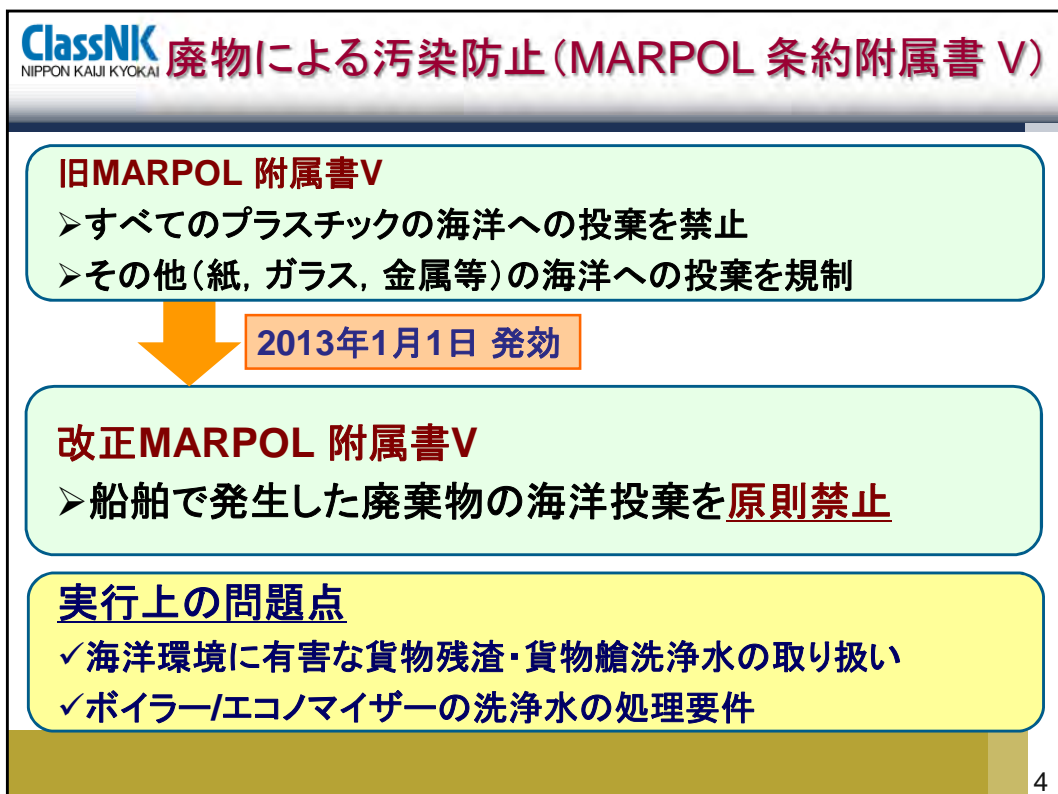 ClassNK
NIPPON KAIJI KYOKAI
廃物による汚染防止（MARPOL 条約附属書 V）
旧MARPOL 附属書V
➢すべてのプラスチックの海洋への投棄を禁止
➢その他（紙，ガラス，金属等）の海洋への投棄を規制
2013年1月1日 発効
改正MARPOL 附属書V
➢船舶で発生した廃棄物の海洋投棄を原則禁止
実行上の問題点
✓海洋環境に有害な貨物残渣・貨物艙洗浄水の取り扱い
✓ボイラー/エコノマイザーの洗浄水の処理要件
4